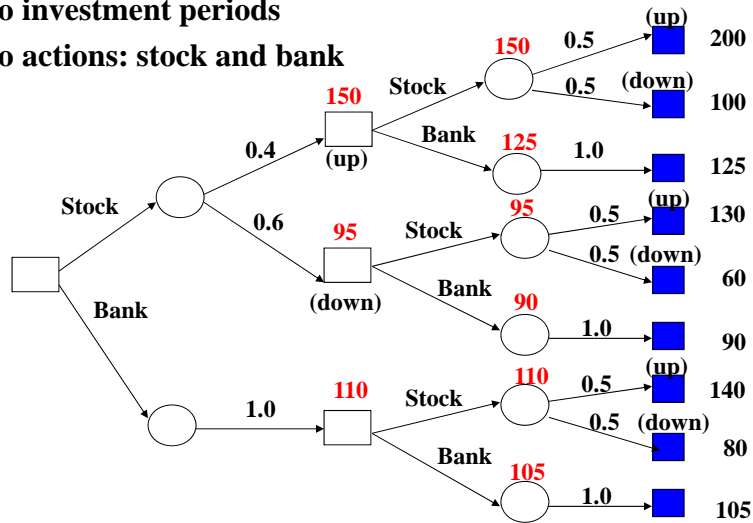 o investment periods
o actions: stock and bank
(up)
150 0.5 200
Stock 0.5 (down)
150 100
Bank 125 1.0
0.4 125
(up)
(up)
Stock 95 0.5 130
0.6 95 Stock
0.5 (down)
60
(down) Bank 90
Bank 1.0 90
(up)
110 110 0.5 140
Stock 0.5 (down)
1.0
80
Bank 105
1.0 105